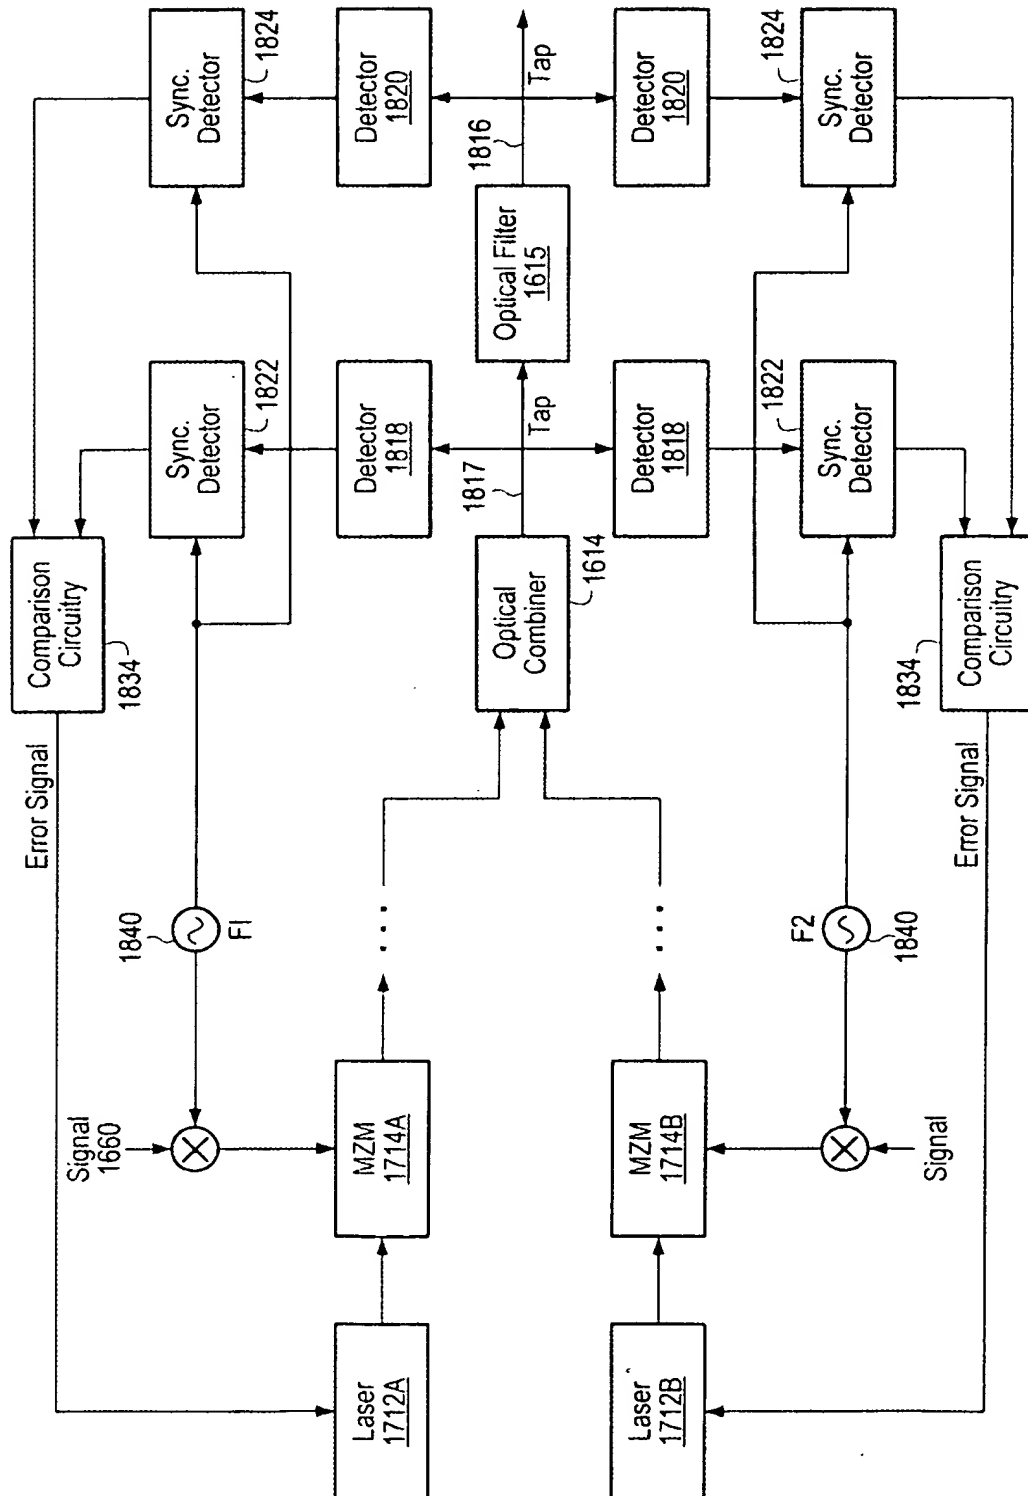 Error Signal
Comparison
Circuitry
1834
Signal
1660
1840
F1
Sync.
Detector
1822
Sync.
Detector
1824
Laser
1712A
MZM
1714A
Detector
1818
Detector
1820
Optical
Combiner
1614
1817
Tap
Optical Filter
1615
1816
Tap
Laser
1712B
MZM
1714B
Detector
1818
Detector
1820
Signal
F2
1840
Sync.
Detector
1822
Sync.
Detector
1824
Error Signal
1834
Comparison
Circuitry